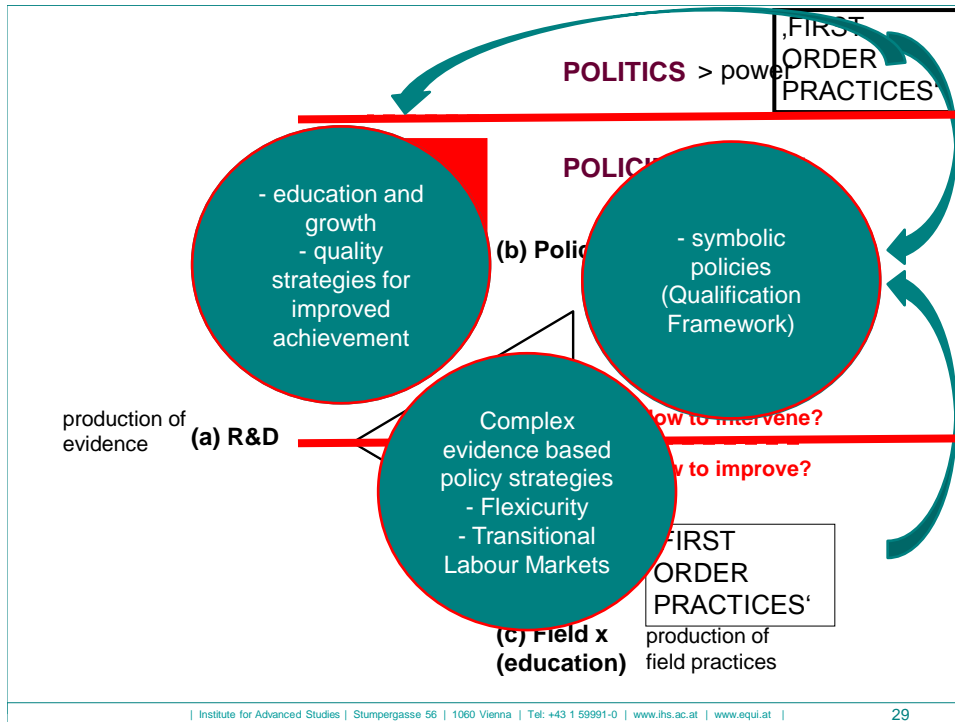 ‚FIRST
ORDER
PRACTICES‘
POLITICS > power
- education and
growth
- quality
strategies for
improved
achievement
(b)
- symbolic
policies
(Qualification
Framework)
production of
evidence
(a) R&D
Complex
evidence based
policy strategies
- Flexicurity
- Transitional
Labour Markets
to intervene?
to improve?
FIRST
ORDER
PRACTICES‘
(c) Field x
(education)
production of
field practices
| Institute for Advanced Studies | Stumpergasse 56 | 1060 Vienna | Tel: +43 1 59991-0 | www.ihs.ac.at | www.equi.at |
29